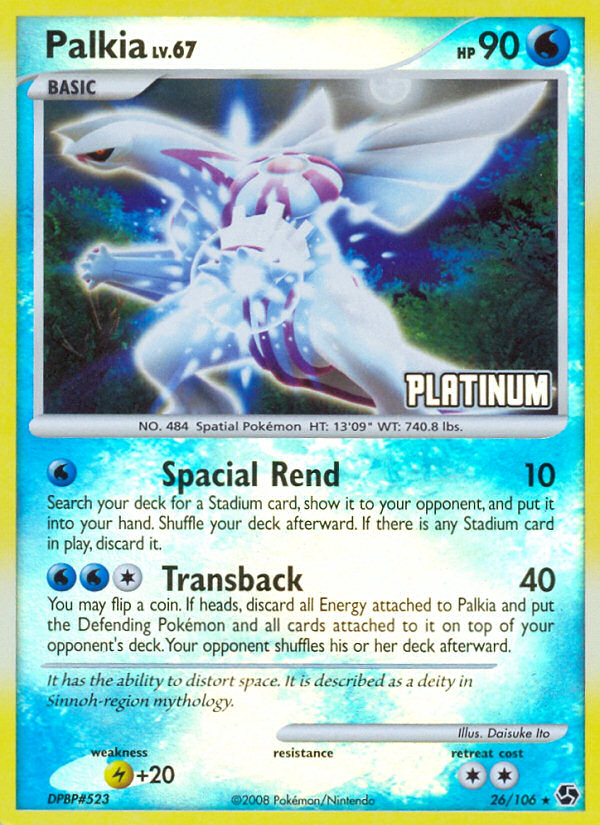 Palkia LV.67
HP 90
BASIC
PLATINUM
NO. 484 Spatial Pokémon HT: 13'09" WT: 740.8 lbs.
Spacial Rend 10
Search your deck for a Stadium card, show it to your opponent, and put it
into your hand. Shuffle your deck afterward. If there is any Stadium card
in play, discard it.
Transback 40
You may flip a coin. If heads, discard all Energy attached to Palkia and put
the Defending Pokémon and all cards attached to it on top of your
opponent's deck. Your opponent shuffles his or her deck afterward.
It has the ability to distort space. It is described as a deity in
Sinnoh-region mythology.
Illus. Daisuke Ito
weakness resistance retreat cost
+20
DPBP#523 ©2008 Pokémon/Nintendo 26/106 ★